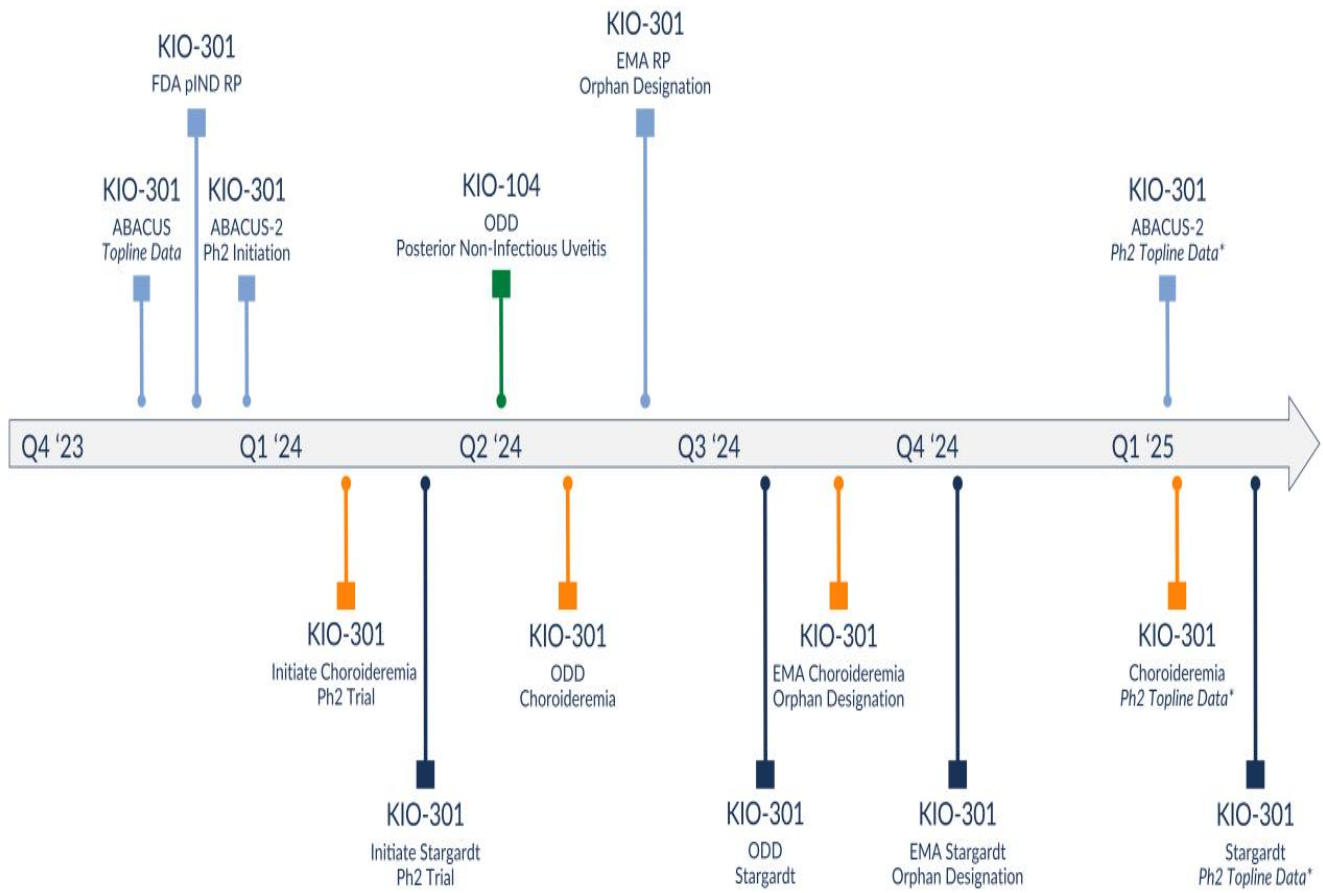 KIO-301
FDA pIND RP
KIO-301
EMA RP
Orphan Designation
KIO-301
ABACUS
Topline Data
KIO-301
ABACUS-2
Ph2 Initiation
KIO-104
ODD
Posterior Non-Infectious Uveitis
KIO-301
ABACUS-2
Ph2 Topline Data*
Q4 ‘23
Q1 ‘24
Q2 ‘24
Q3 ‘24
Q4 ‘24
Q1 ‘25
KIO-301
Initiate Choroideremia
Ph2 Trial
KIO-301
ODD
Choroideremia
KIO-301
EMA Choroideremia
Orphan Designation
KIO-301
Choroideremia
Ph2 Topline Data*
KIO-301
Initiate Stargardt
Ph2 Trial
KIO-301
ODD
Stargardt
KIO-301
EMA Stargardt
Orphan Designation
KIO-301
Stargardt
Ph2 Topline Data*